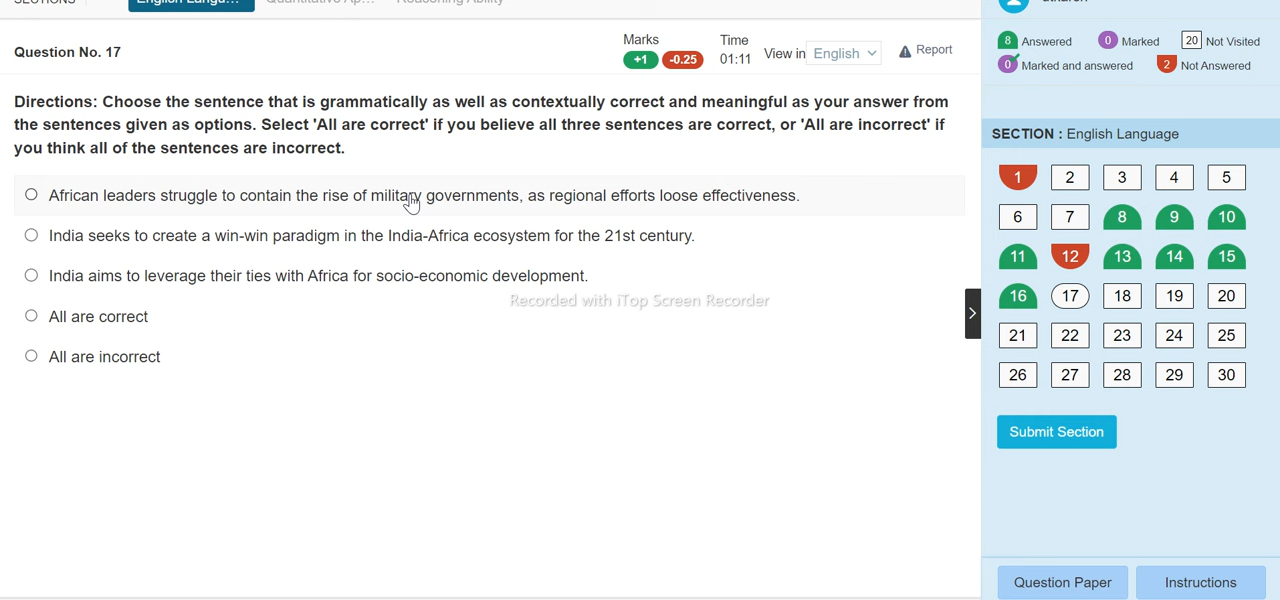 SECTIONS
English Langu...
Quantitative Ap...
Reasoning Ability
Question No. 17
Marks
+1
-0.25
Time
01:11
View in English
Report
Directions: Choose the sentence that is grammatically as well as contextually correct and meaningful as your answer from
the sentences given as options. Select 'All are correct' if you believe all three sentences are correct, or 'All are incorrect' if
you think all of the sentences are incorrect.
African leaders struggle to contain the rise of military governments, as regional efforts loose effectiveness.
India seeks to create a win-win paradigm in the India-Africa ecosystem for the 21st century.
India aims to leverage their ties with Africa for socio-economic development.
All are correct
All are incorrect
Recorded with iTop Screen Recorder
8 Answered
0 Marked
20 Not Visited
0 Marked and answered
2 Not Answered
SECTION : English Language
1 2 3 4 5
6 7 8 9 10
11 12 13 14 15
16 17 18 19 20
21 22 23 24 25
26 27 28 29 30
Submit Section
Question Paper
Instructions